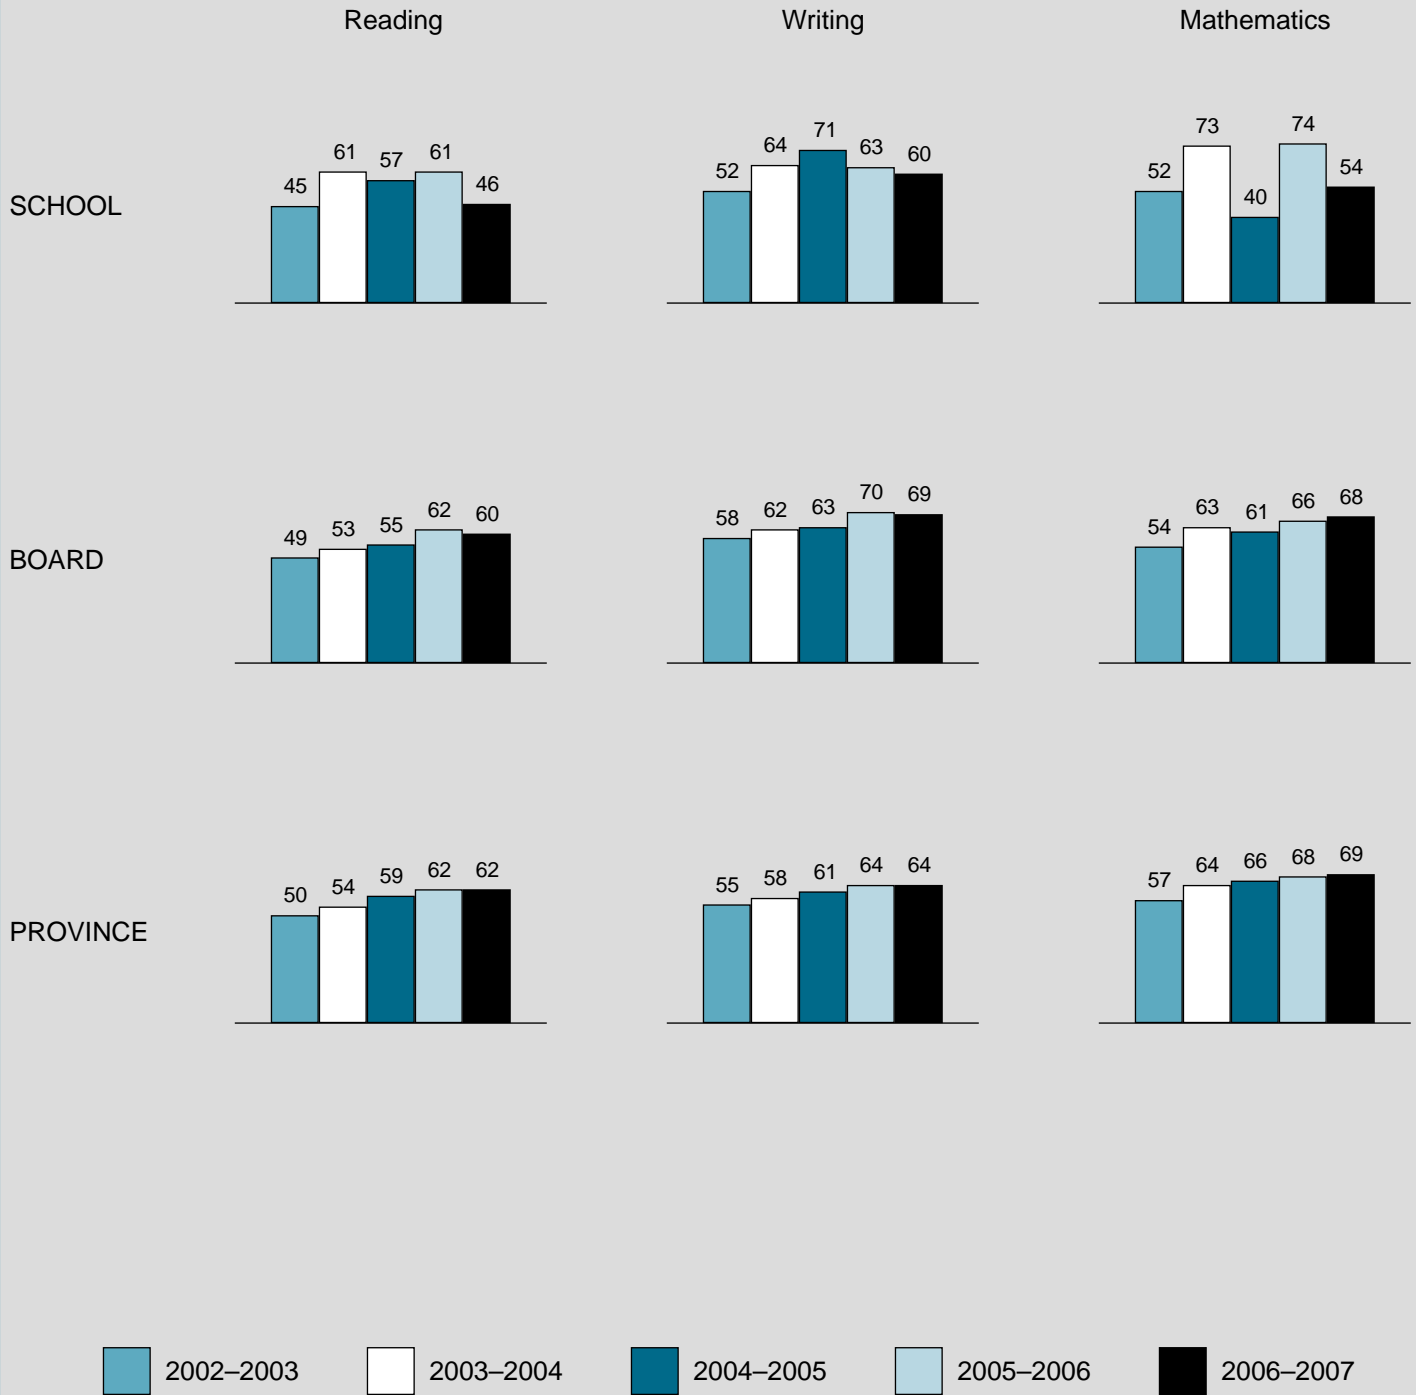 Reading Writing Mathematics
SCHOOL
45 61 57 61 46
52 64 71 63 60
52 73 40 74 54
BOARD
49 53 55 62 60
58 62 63 70 69
54 63 61 66 68
PROVINCE
50 54 59 62 62
55 58 61 64 64
57 64 66 68 69
2002–2003 2003–2004 2004–2005 2005–2006 2006–2007